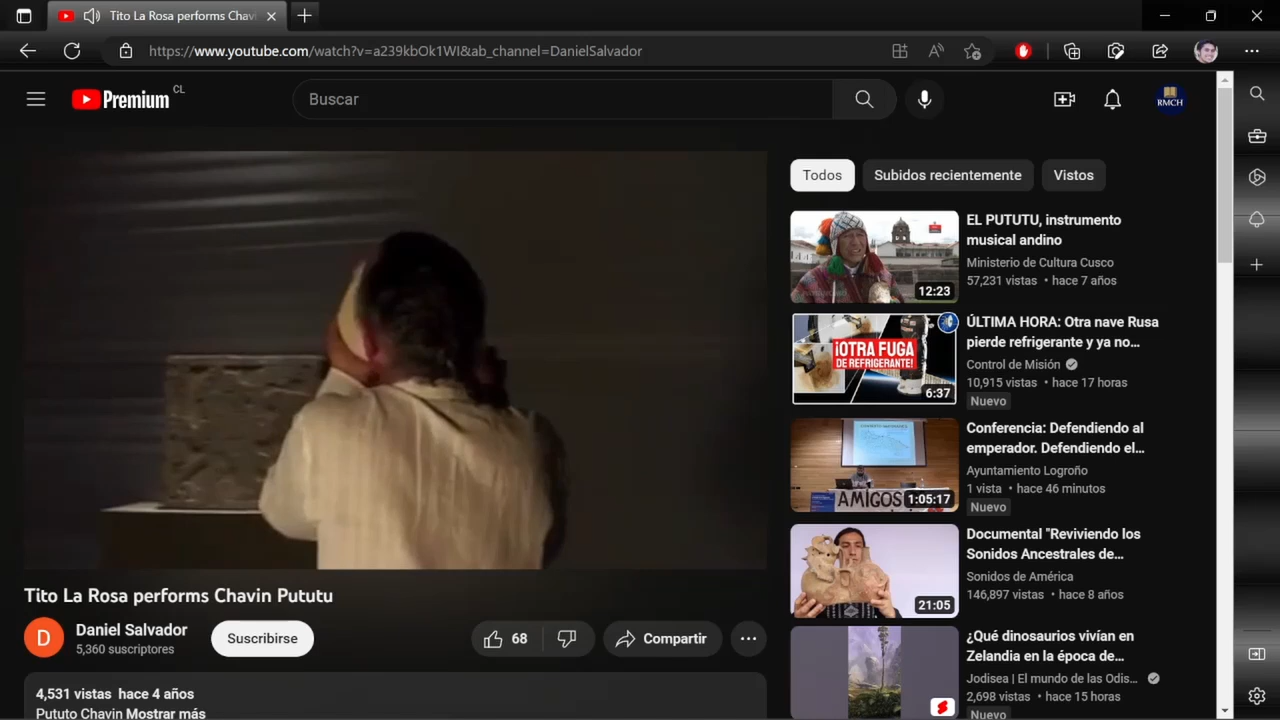 Tito La Rosa performs Chavi
https://www.youtube.com/watch?v=a239kbOk1WI&ab_channel=DanielSalvador
Premium CL
Buscar
RMCH
Todos
Subidos recientemente
Vistos
EL PUTUTU, instrumento
musical andino
Ministerio de Cultura Cusco
57,231 vistas • hace 7 años
12:23
¡OTRA FUGA
DE REFRIGERANTE!
6:37
ÚLTIMA HORA: Otra nave Rusa
pierde refrigerante y ya no...
Control de Misión
10,915 vistas • hace 17 horas
Nuevo
AMIGOS
1:05:17
Conferencia: Defendiendo al
emperador. Defendiendo el...
Ayuntamiento Logroño
1 vista • hace 46 minutos
Nuevo
21:05
Documental "Reviviendo los
Sonidos Ancestrales de...
Sonidos de América
146,897 vistas • hace 8 años
¿Qué dinosaurios vivían en
Zelandia en la época de...
Jodisea | El mundo de las Odis...
2,698 vistas • hace 15 horas
Nuevo
Tito La Rosa performs Chavin Pututu
D
Daniel Salvador
5,360 suscriptores
Suscribirse
68
Compartir
4,531 vistas hace 4 años
Pututo Chavin Mostrar más